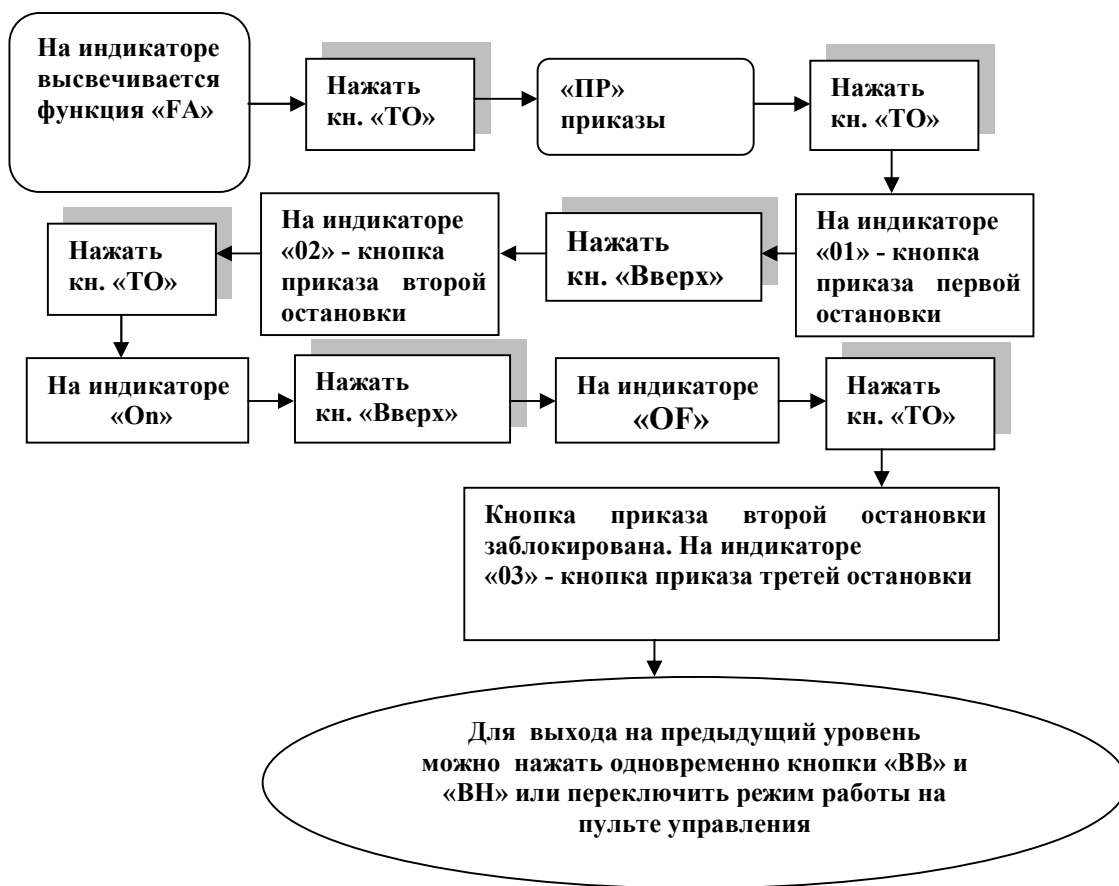 На индикаторе
высвечивается
функция «FA»
Нажать
кн. «ТО»
«ПР»
приказы
Нажать
кн. «ТО»
На индикаторе
«01» - кнопка
приказа первой
остановки
Нажать
кн. «Вверх»
На индикаторе
«02» - кнопка
приказа второй
остановки
Нажать
кн. «ТО»
На индикаторе
«On»
Нажать
кн. «Вверх»
На индикаторе
«OF»
Нажать
кн. «ТО»
Кнопка приказа второй остановки
заблокирована. На индикаторе
«03» - кнопка приказа третей остановки
Для выхода на предыдущий уровень
можно нажать одновременно кнопки «ВВ» и
«ВН» или переключить режим работы на
пульте управления